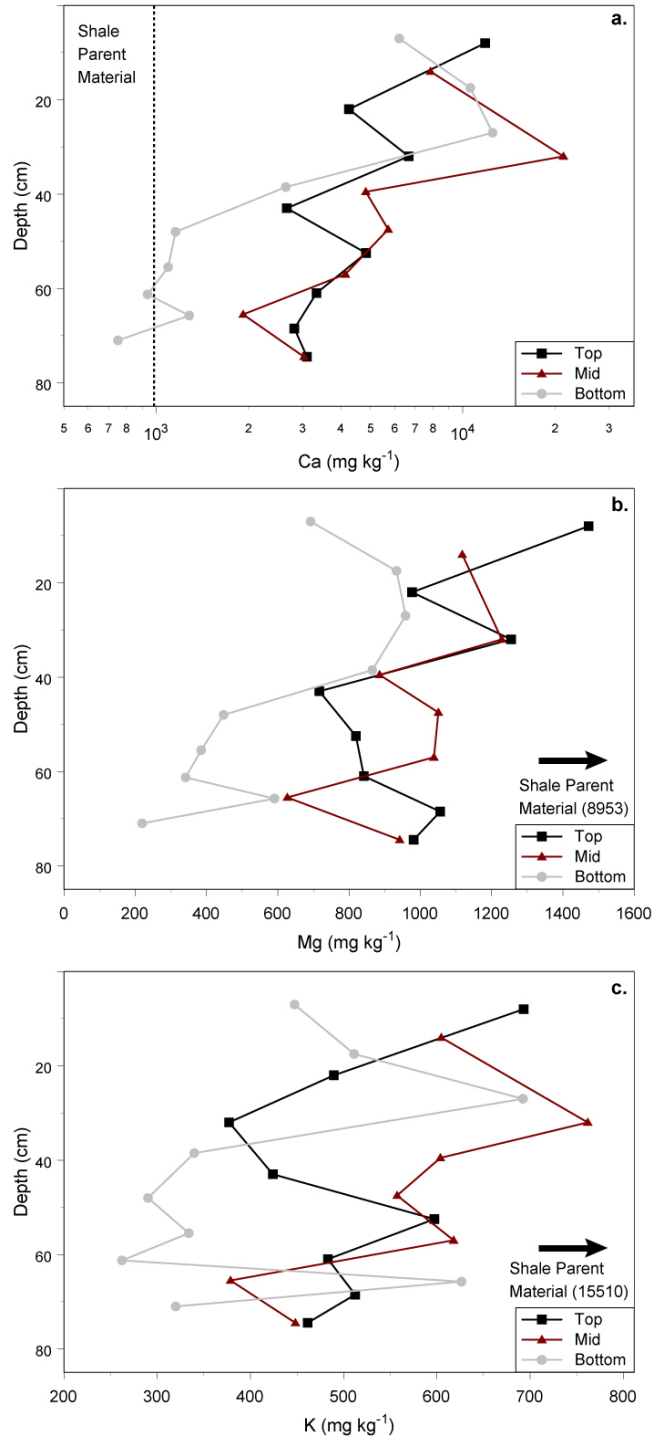 a.
Shale
Parent
Material
20
40
60
80
Depth (cm)
Top
Mid
Bottom
5 6 7 8 10³ 2 3 4 5 6 7 8 10⁴ 2 3
Ca (mg kg⁻¹)
b.
20
40
60
80
Depth (cm)
Shale Parent
Material (8953)
Top
Mid
Bottom
0 200 400 600 800 1000 1200 1400 1600
Mg (mg kg⁻¹)
c.
20
40
60
80
Depth (cm)
Shale Parent
Material (15510)
Top
Mid
Bottom
200 300 400 500 600 700 800
K (mg kg⁻¹)